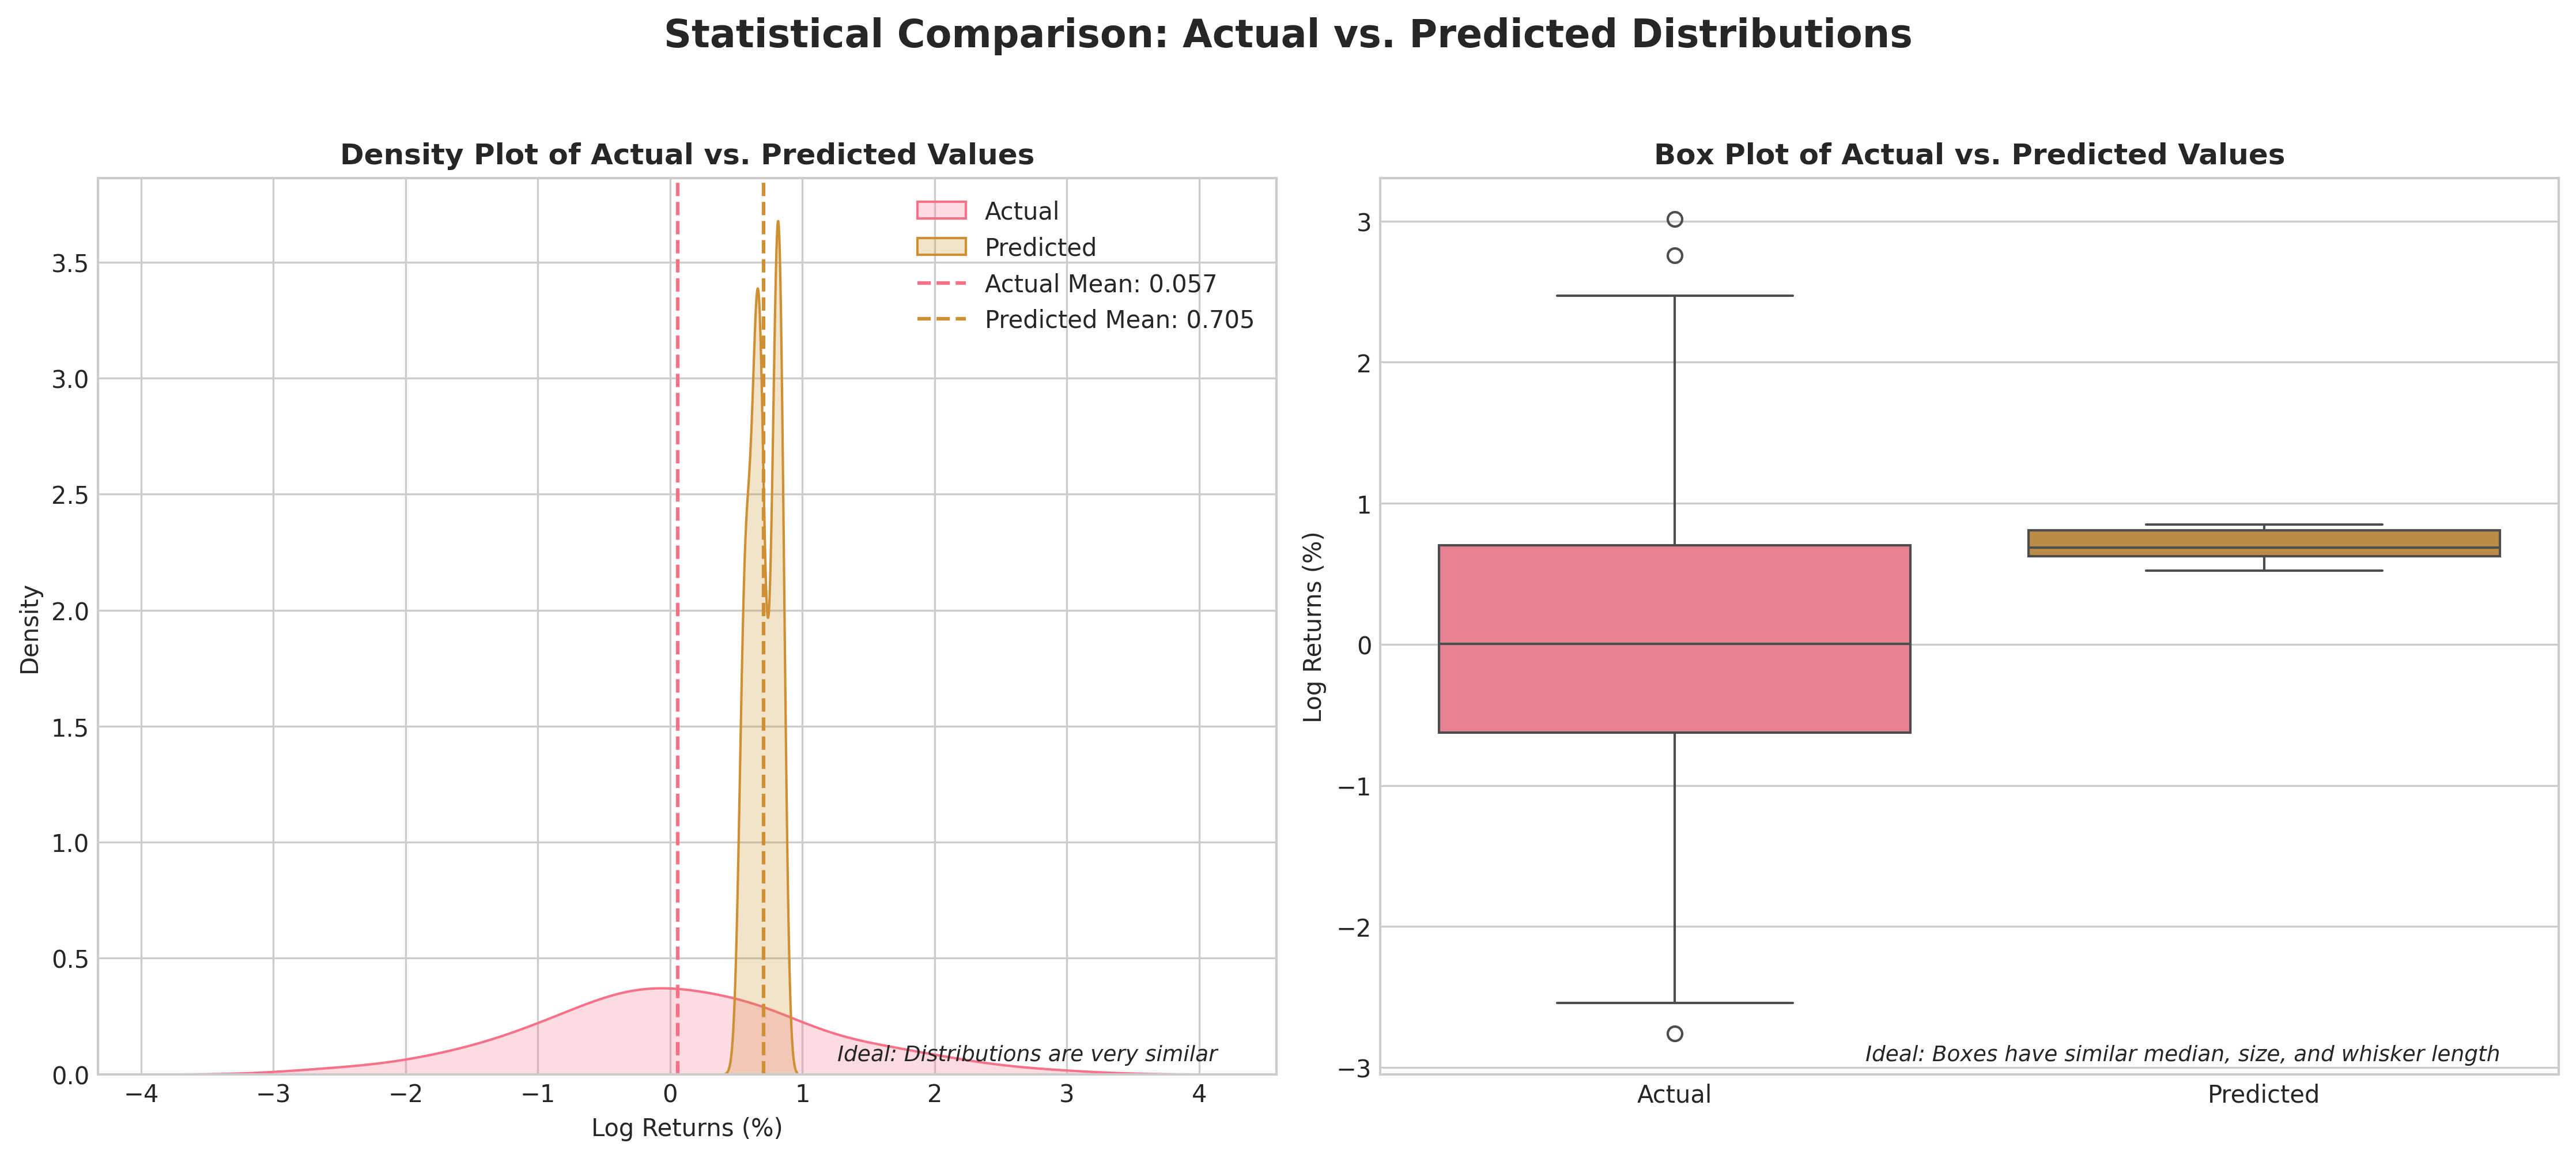 Statistical Comparison: Actual vs. Predicted Distributions
Density Plot of Actual vs. Predicted Values
Actual
Predicted
Actual Mean: 0.057
Predicted Mean: 0.705
3.5
3.0
2.5
2.0
1.5
1.0
0.5
0.0
Density
Ideal: Distributions are very similar
−4 −3 −2 −1 0 1 2 3 4
Log Returns (%)
Box Plot of Actual vs. Predicted Values
3
2
1
0
−1
−2
−3
Log Returns (%)
Ideal: Boxes have similar median, size, and whisker length
Actual Predicted